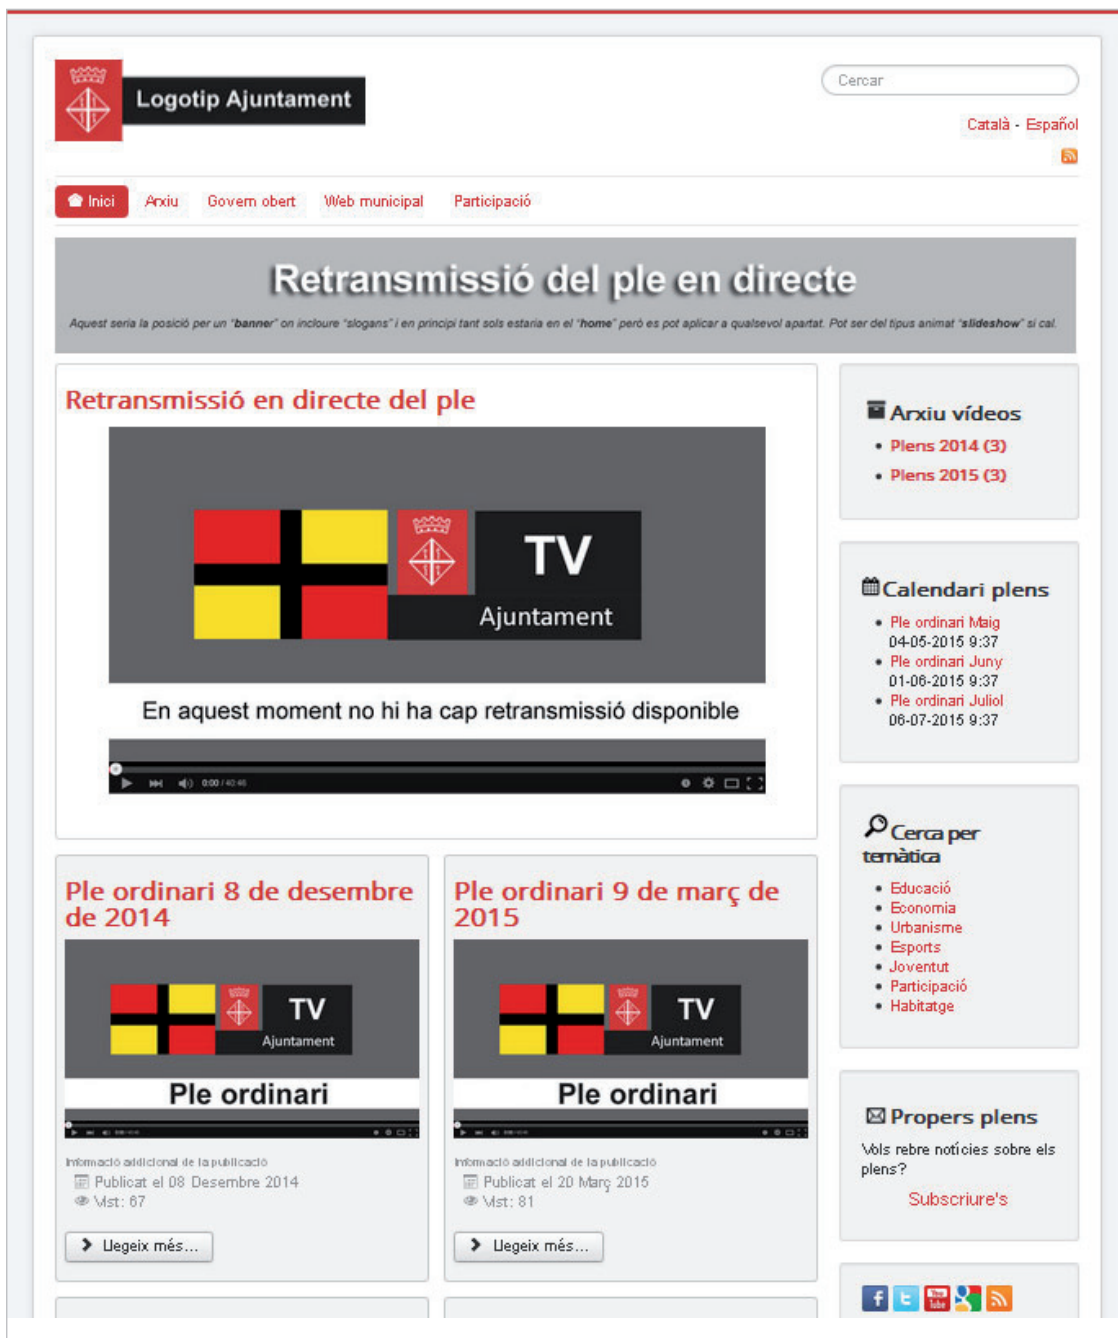 Logotip Ajuntament
Cercar
Català - Español
Inici Arxiu Govern obert Web municipal Participació
Retransmissió del ple en directe
Aquest seria la posició per un "banner" on incloure "slogans" i en principi tant sols estaria en el "home" però es pot aplicar a qualsevol apartat. Pot ser del tipus animat "slideshow" si cal.
Retransmissió en directe del ple
TV
Ajuntament
En aquest moment no hi ha cap retransmissió disponible
0:00 / 40:46
Ple ordinari 8 de desembre
de 2014
TV
Ajuntament
Ple ordinari
Informació addicional de la publicació
Publicat el 08 Desembre 2014
Vist: 67
Llegeix més...
Ple ordinari 9 de març de
2015
TV
Ajuntament
Ple ordinari
Informació addicional de la publicació
Publicat el 20 Març 2015
Vist: 81
Llegeix més...
Arxiu vídeos
Plens 2014 (3)
Plens 2015 (3)
Calendari plens
Ple ordinari Maig
04-05-2015 9:37
Ple ordinari Juny
01-06-2015 9:37
Ple ordinari Juliol
06-07-2015 9:37
Cerca per
temàtica
Educació
Economia
Urbanisme
Esports
Joventut
Participació
Habitatge
Propers plens
Vols rebre notícies sobre els
plens?
Subscriure's
You
Tube